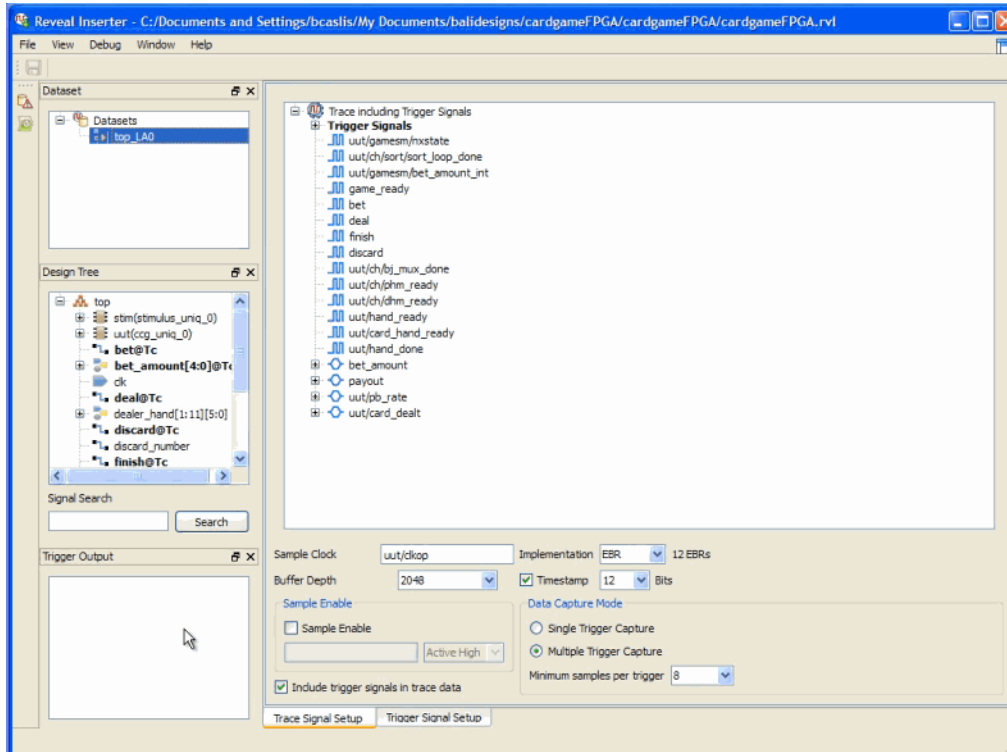 Reveal Inserter - C:/Documents and Settings/bcaslis/My Documents/balidesigns/cardgameFPGA/cardgameFPGA/cardgameFPGA.rvl
File View Debug Window Help
Dataset
Datasets
top_LA0
Design Tree
top
stim(stimulus_uniq_0)
uut(ccg_uniq_0)
bet@Tc
bet_amount[4:0]@Tc
clk
deal@Tc
dealer_hand[1:11][5:0]
discard@Tc
discard_number
finish@Tc
Signal Search
Search
Trigger Output
Trace including Trigger Signals
Trigger Signals
uut/gamesm/nxstate
uut/ch/sort/sort_loop_done
uut/gamesm/bet_amount_int
game_ready
bet
deal
finish
discard
uut/ch/bj_mux_done
uut/ch/phm_ready
uut/ch/dhm_ready
uut/hand_ready
uut/card_hand_ready
uut/hand_done
bet_amount
payout
uut/pb_rate
uut/card_dealt
Sample Clock uut/clkop Implementation EBR 12 EBRs
Buffer Depth 2048 Timestamp 12 Bits
Sample Enable
Sample Enable
Active High
Include trigger signals in trace data
Data Capture Mode
Single Trigger Capture
Multiple Trigger Capture
Minimum samples per trigger 8
Trace Signal Setup Trigger Signal Setup